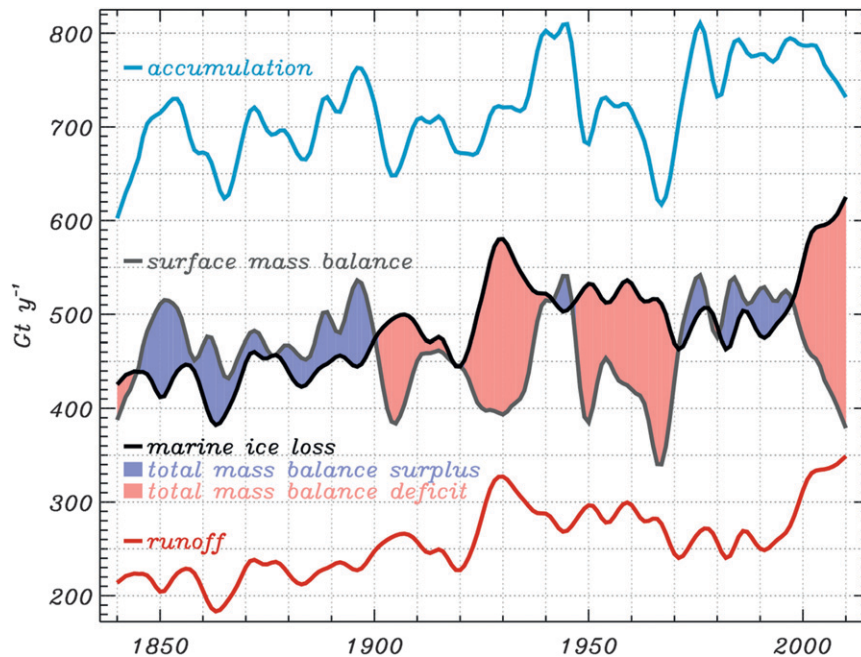 800
accumulation
700
600
surface mass balance
500
Gt y⁻¹
400
marine ice loss
total mass balance surplus
total mass balance deficit
300
runoff
200
1850 1900 1950 2000